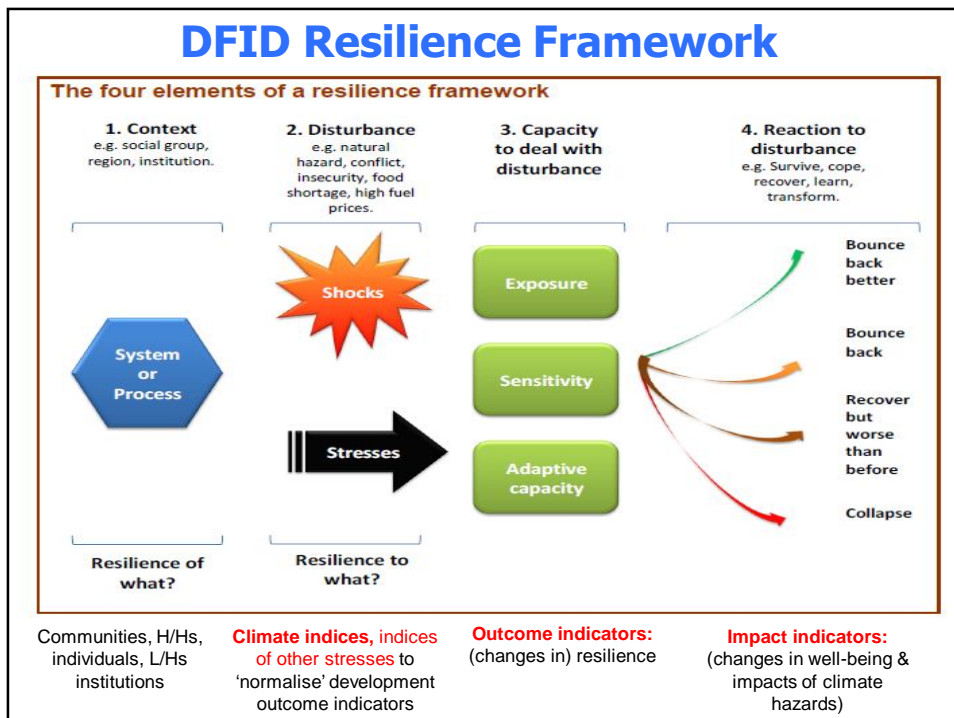 DFID Resilience Framework
The four elements of a resilience framework
1. Context
e.g. social group,
region, institution.
2. Disturbance
e.g. natural
hazard, conflict,
insecurity, food
shortage, high fuel
prices.
3. Capacity
to deal with
disturbance
4. Reaction to
disturbance
e.g. Survive, cope,
recover, learn,
transform.
System
or
Process
Shocks
Stresses
Exposure
Sensitivity
Adaptive
capacity
Bounce
back
better
Bounce
back
Recover
but
worse
than
before
Collapse
Resilience of
what?
Resilience to
what?
Communities, H/Hs,
individuals, L/Hs
institutions
Climate indices, indices
of other stresses to
‘normalise’ development
outcome indicators
Outcome indicators:
(changes in) resilience
Impact indicators:
(changes in well-being &
impacts of climate
hazards)